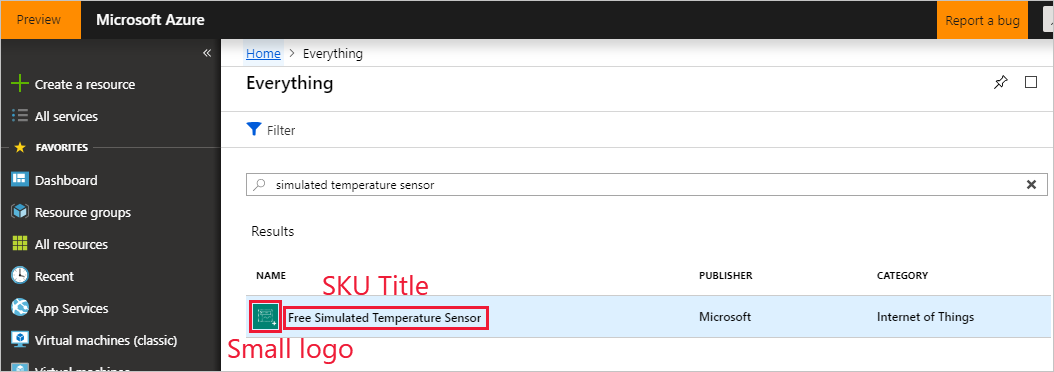 Preview
Microsoft Azure
Report a bug
«
Home > Everything
Create a resource
All services
FAVORITES
Dashboard
Resource groups
All resources
Recent
App Services
Virtual machines (classic)
Virtual machines
Everything
Filter
simulated temperature sensor
Results
NAME PUBLISHER CATEGORY
SKU Title
Free Simulated Temperature Sensor Microsoft Internet of Things
Small logo